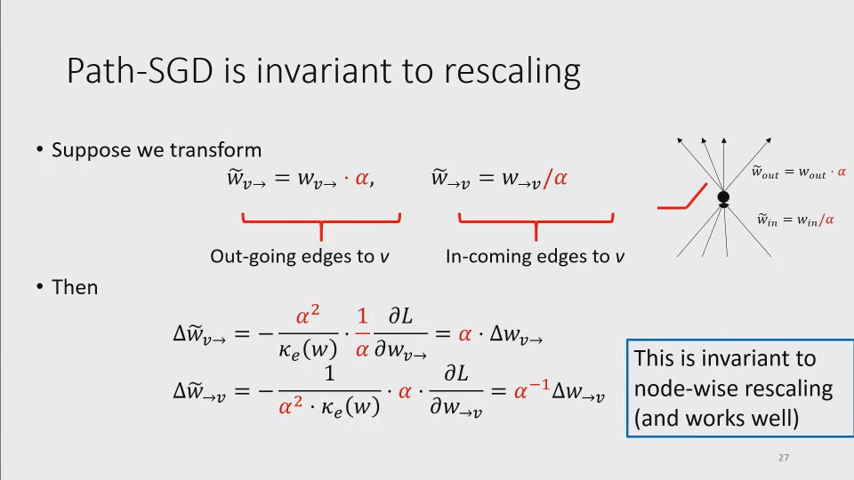 Path-SGD is invariant to rescaling
• Suppose we transform
w̃ᵥ→ = wᵥ→ · α, w̃→ᵥ = w→ᵥ/α
w̃ₒᵤₜ = wₒᵤₜ · α
w̃ᵢₙ = wᵢₙ/α
Out-going edges to v In-coming edges to v
• Then
Δw̃ᵥ→ = − α²/κₑ(w) · 1/α ∂L/∂wᵥ→ = α · Δwᵥ→
Δw̃→ᵥ = − 1/(α² · κₑ(w)) · α · ∂L/∂w→ᵥ = α⁻¹Δw→ᵥ
This is invariant to
node-wise rescaling
(and works well)
27